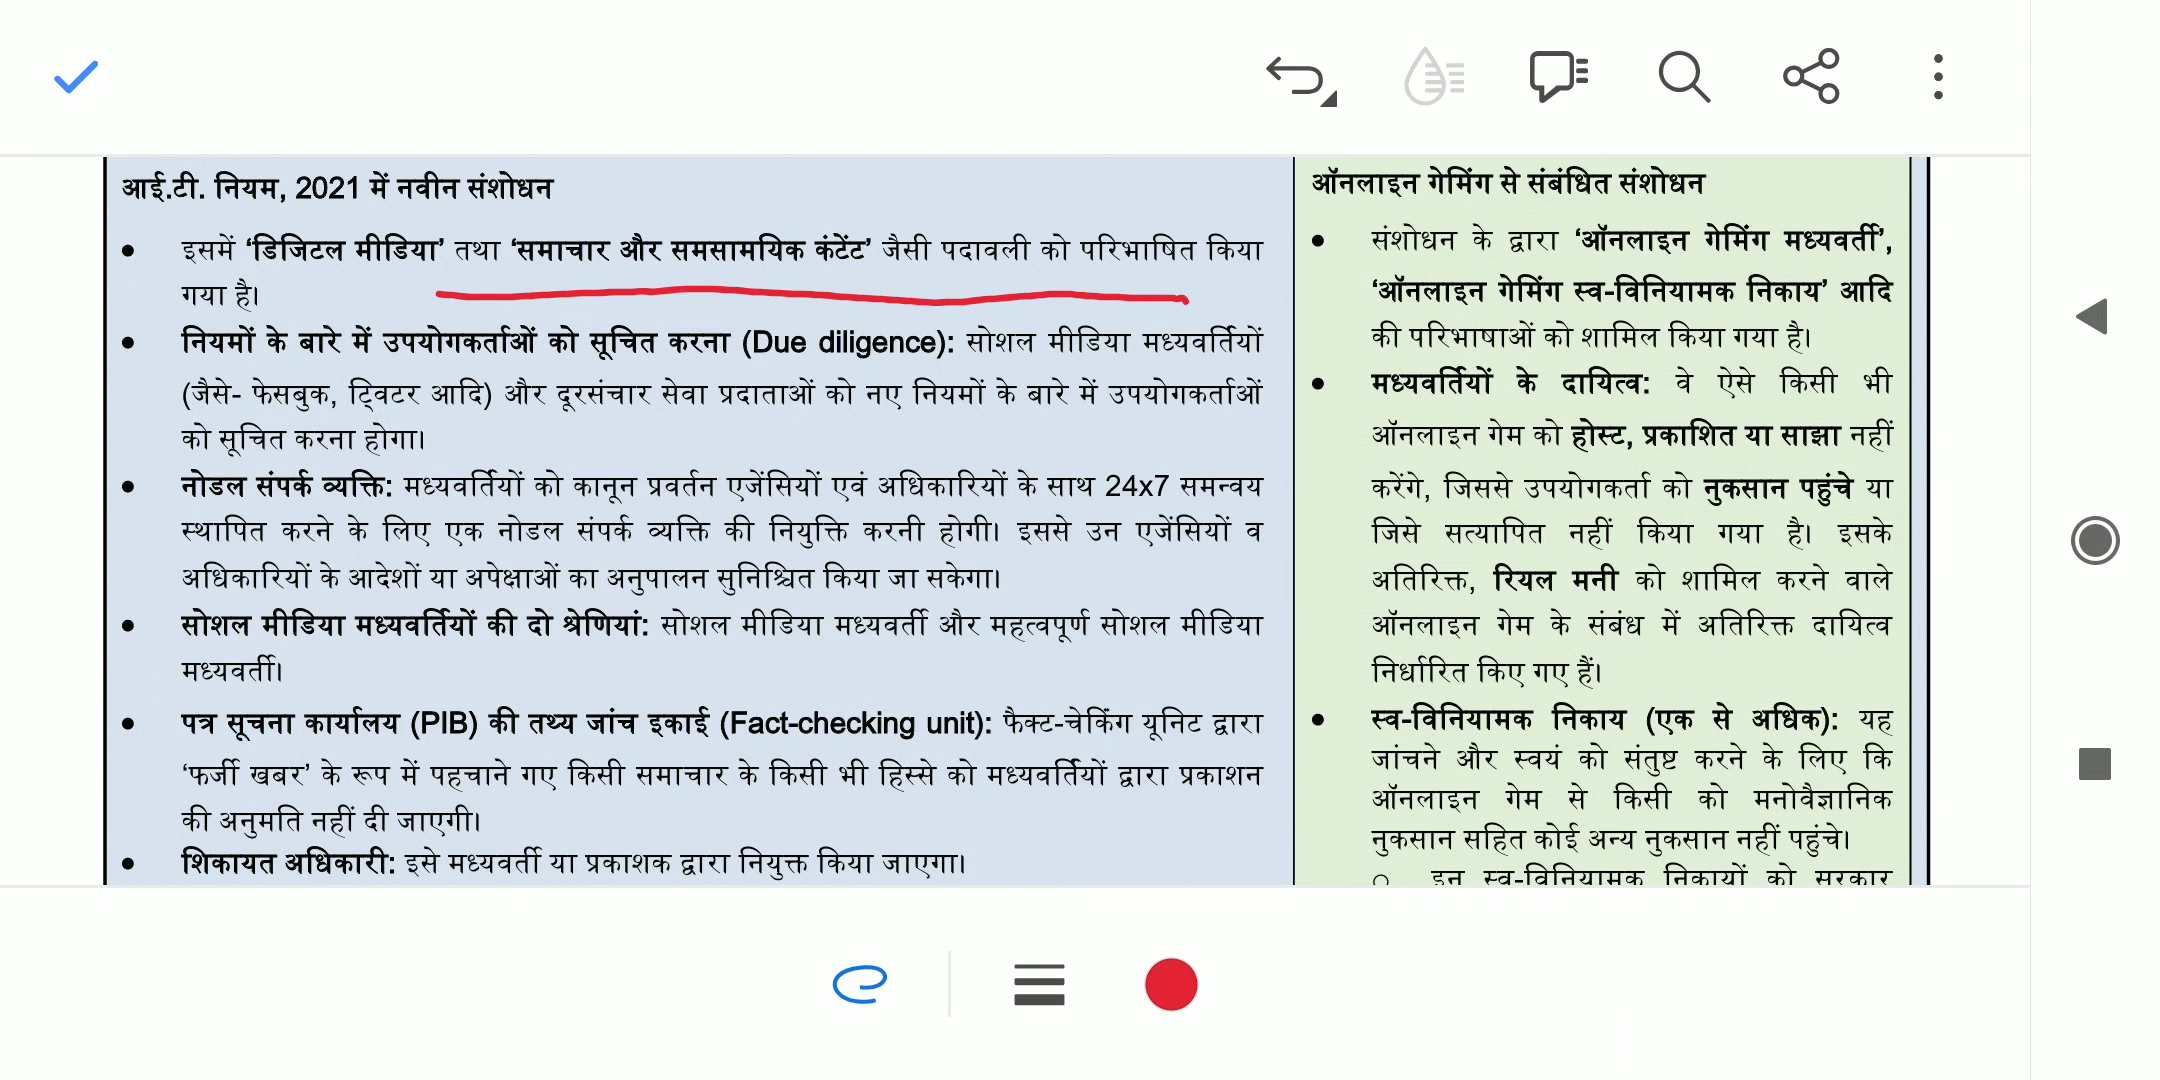 आई.टी. नियम, 2021 में नवीन संशोधन
● इसमें ‘डिजिटल मीडिया’ तथा ‘समाचार और समसामयिक कंटेंट’ जैसी पदावली को परिभाषित किया
गया है।
● नियमों के बारे में उपयोगकर्ताओं को सूचित करना (Due diligence): सोशल मीडिया मध्यवर्तियों
(जैसे- फेसबुक, ट्विटर आदि) और दूरसंचार सेवा प्रदाताओं को नए नियमों के बारे में उपयोगकर्ताओं
को सूचित करना होगा।
● नोडल संपर्क व्यक्ति: मध्यवर्तियों को कानून प्रवर्तन एजेंसियों एवं अधिकारियों के साथ 24x7 समन्वय
स्थापित करने के लिए एक नोडल संपर्क व्यक्ति की नियुक्ति करनी होगी। इससे उन एजेंसियों व
अधिकारियों के आदेशों या अपेक्षाओं का अनुपालन सुनिश्चित किया जा सकेगा।
● सोशल मीडिया मध्यवर्तियों की दो श्रेणियां: सोशल मीडिया मध्यवर्ती और महत्वपूर्ण सोशल मीडिया
मध्यवर्ती।
● पत्र सूचना कार्यालय (PIB) की तथ्य जांच इकाई (Fact-checking unit): फैक्ट-चेकिंग यूनिट द्वारा
‘फर्जी खबर’ के रूप में पहचाने गए किसी समाचार के किसी भी हिस्से को मध्यवर्तियों द्वारा प्रकाशन
की अनुमति नहीं दी जाएगी।
● शिकायत अधिकारी: इसे मध्यवर्ती या प्रकाशक द्वारा नियुक्त किया जाएगा।
ऑनलाइन गेमिंग से संबंधित संशोधन
● संशोधन के द्वारा ‘ऑनलाइन गेमिंग मध्यवर्ती’,
‘ऑनलाइन गेमिंग स्व-विनियामक निकाय’ आदि
की परिभाषाओं को शामिल किया गया है।
● मध्यवर्तियों के दायित्व: वे ऐसे किसी भी
ऑनलाइन गेम को होस्ट, प्रकाशित या साझा नहीं
करेंगे, जिससे उपयोगकर्ता को नुकसान पहुंचे या
जिसे सत्यापित नहीं किया गया है। इसके
अतिरिक्त, रियल मनी को शामिल करने वाले
ऑनलाइन गेम के संबंध में अतिरिक्त दायित्व
निर्धारित किए गए हैं।
● स्व-विनियामक निकाय (एक से अधिक): यह
जांचने और स्वयं को संतुष्ट करने के लिए कि
ऑनलाइन गेम से किसी को मनोवैज्ञानिक
नुकसान सहित कोई अन्य नुकसान नहीं पहुंचे।
○ इन स्व-विनियामक निकायों को सरकार